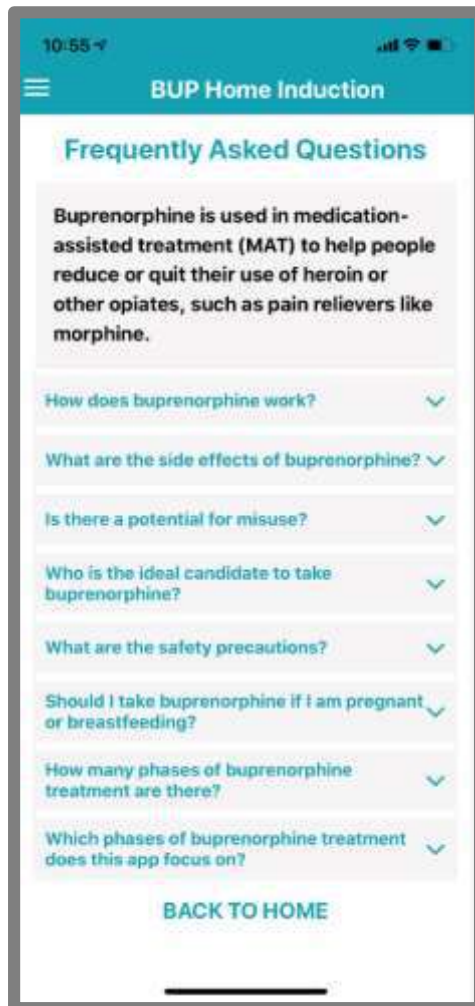 10:55
BUP Home Induction
Frequently Asked Questions
Buprenorphine is used in medication-
assisted treatment (MAT) to help people
reduce or quit their use of heroin or
other opiates, such as pain relievers like
morphine.
How does buprenorphine work?
What are the side effects of buprenorphine?
Is there a potential for misuse?
Who is the ideal candidate to take
buprenorphine?
What are the safety precautions?
Should I take buprenorphine if I am pregnant
or breastfeeding?
How many phases of buprenorphine
treatment are there?
Which phases of buprenorphine treatment
does this app focus on?
BACK TO HOME